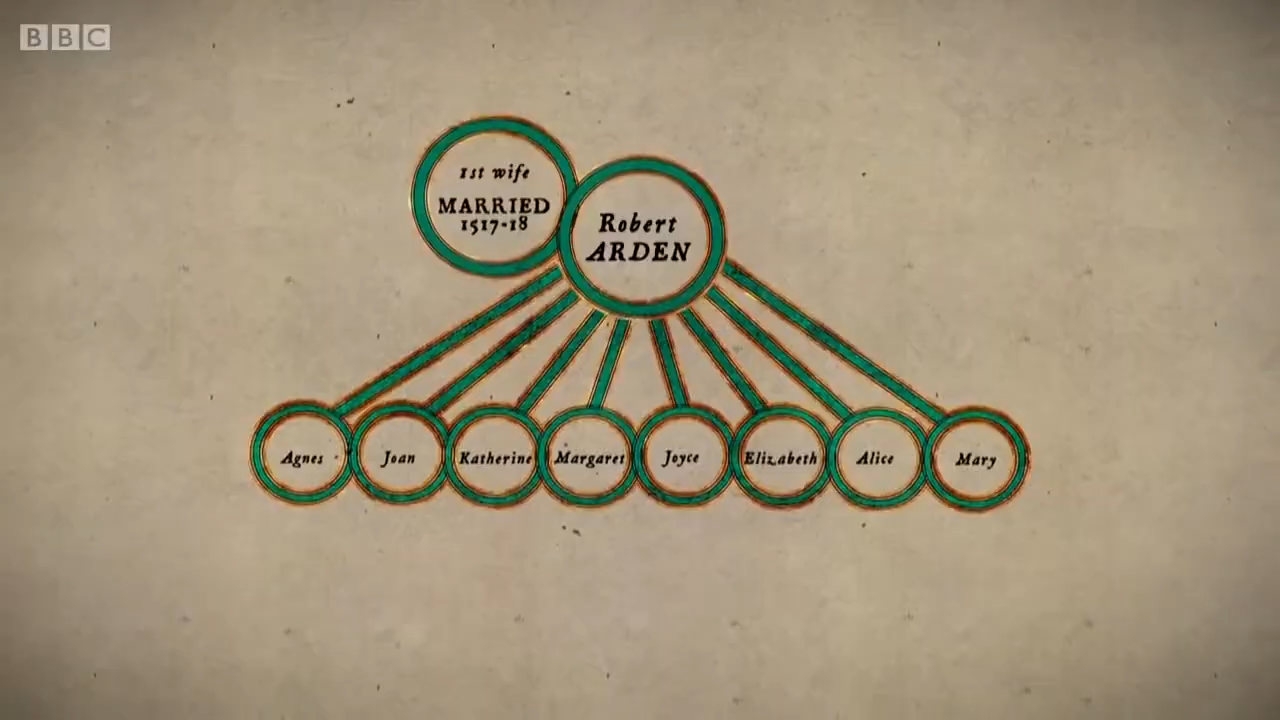 BBC
1st wife
MARRIED
1517-18
Robert
ARDEN
Agnes
Joan
Katherine
Margaret
Joyce
Elizabeth
Alice
Mary